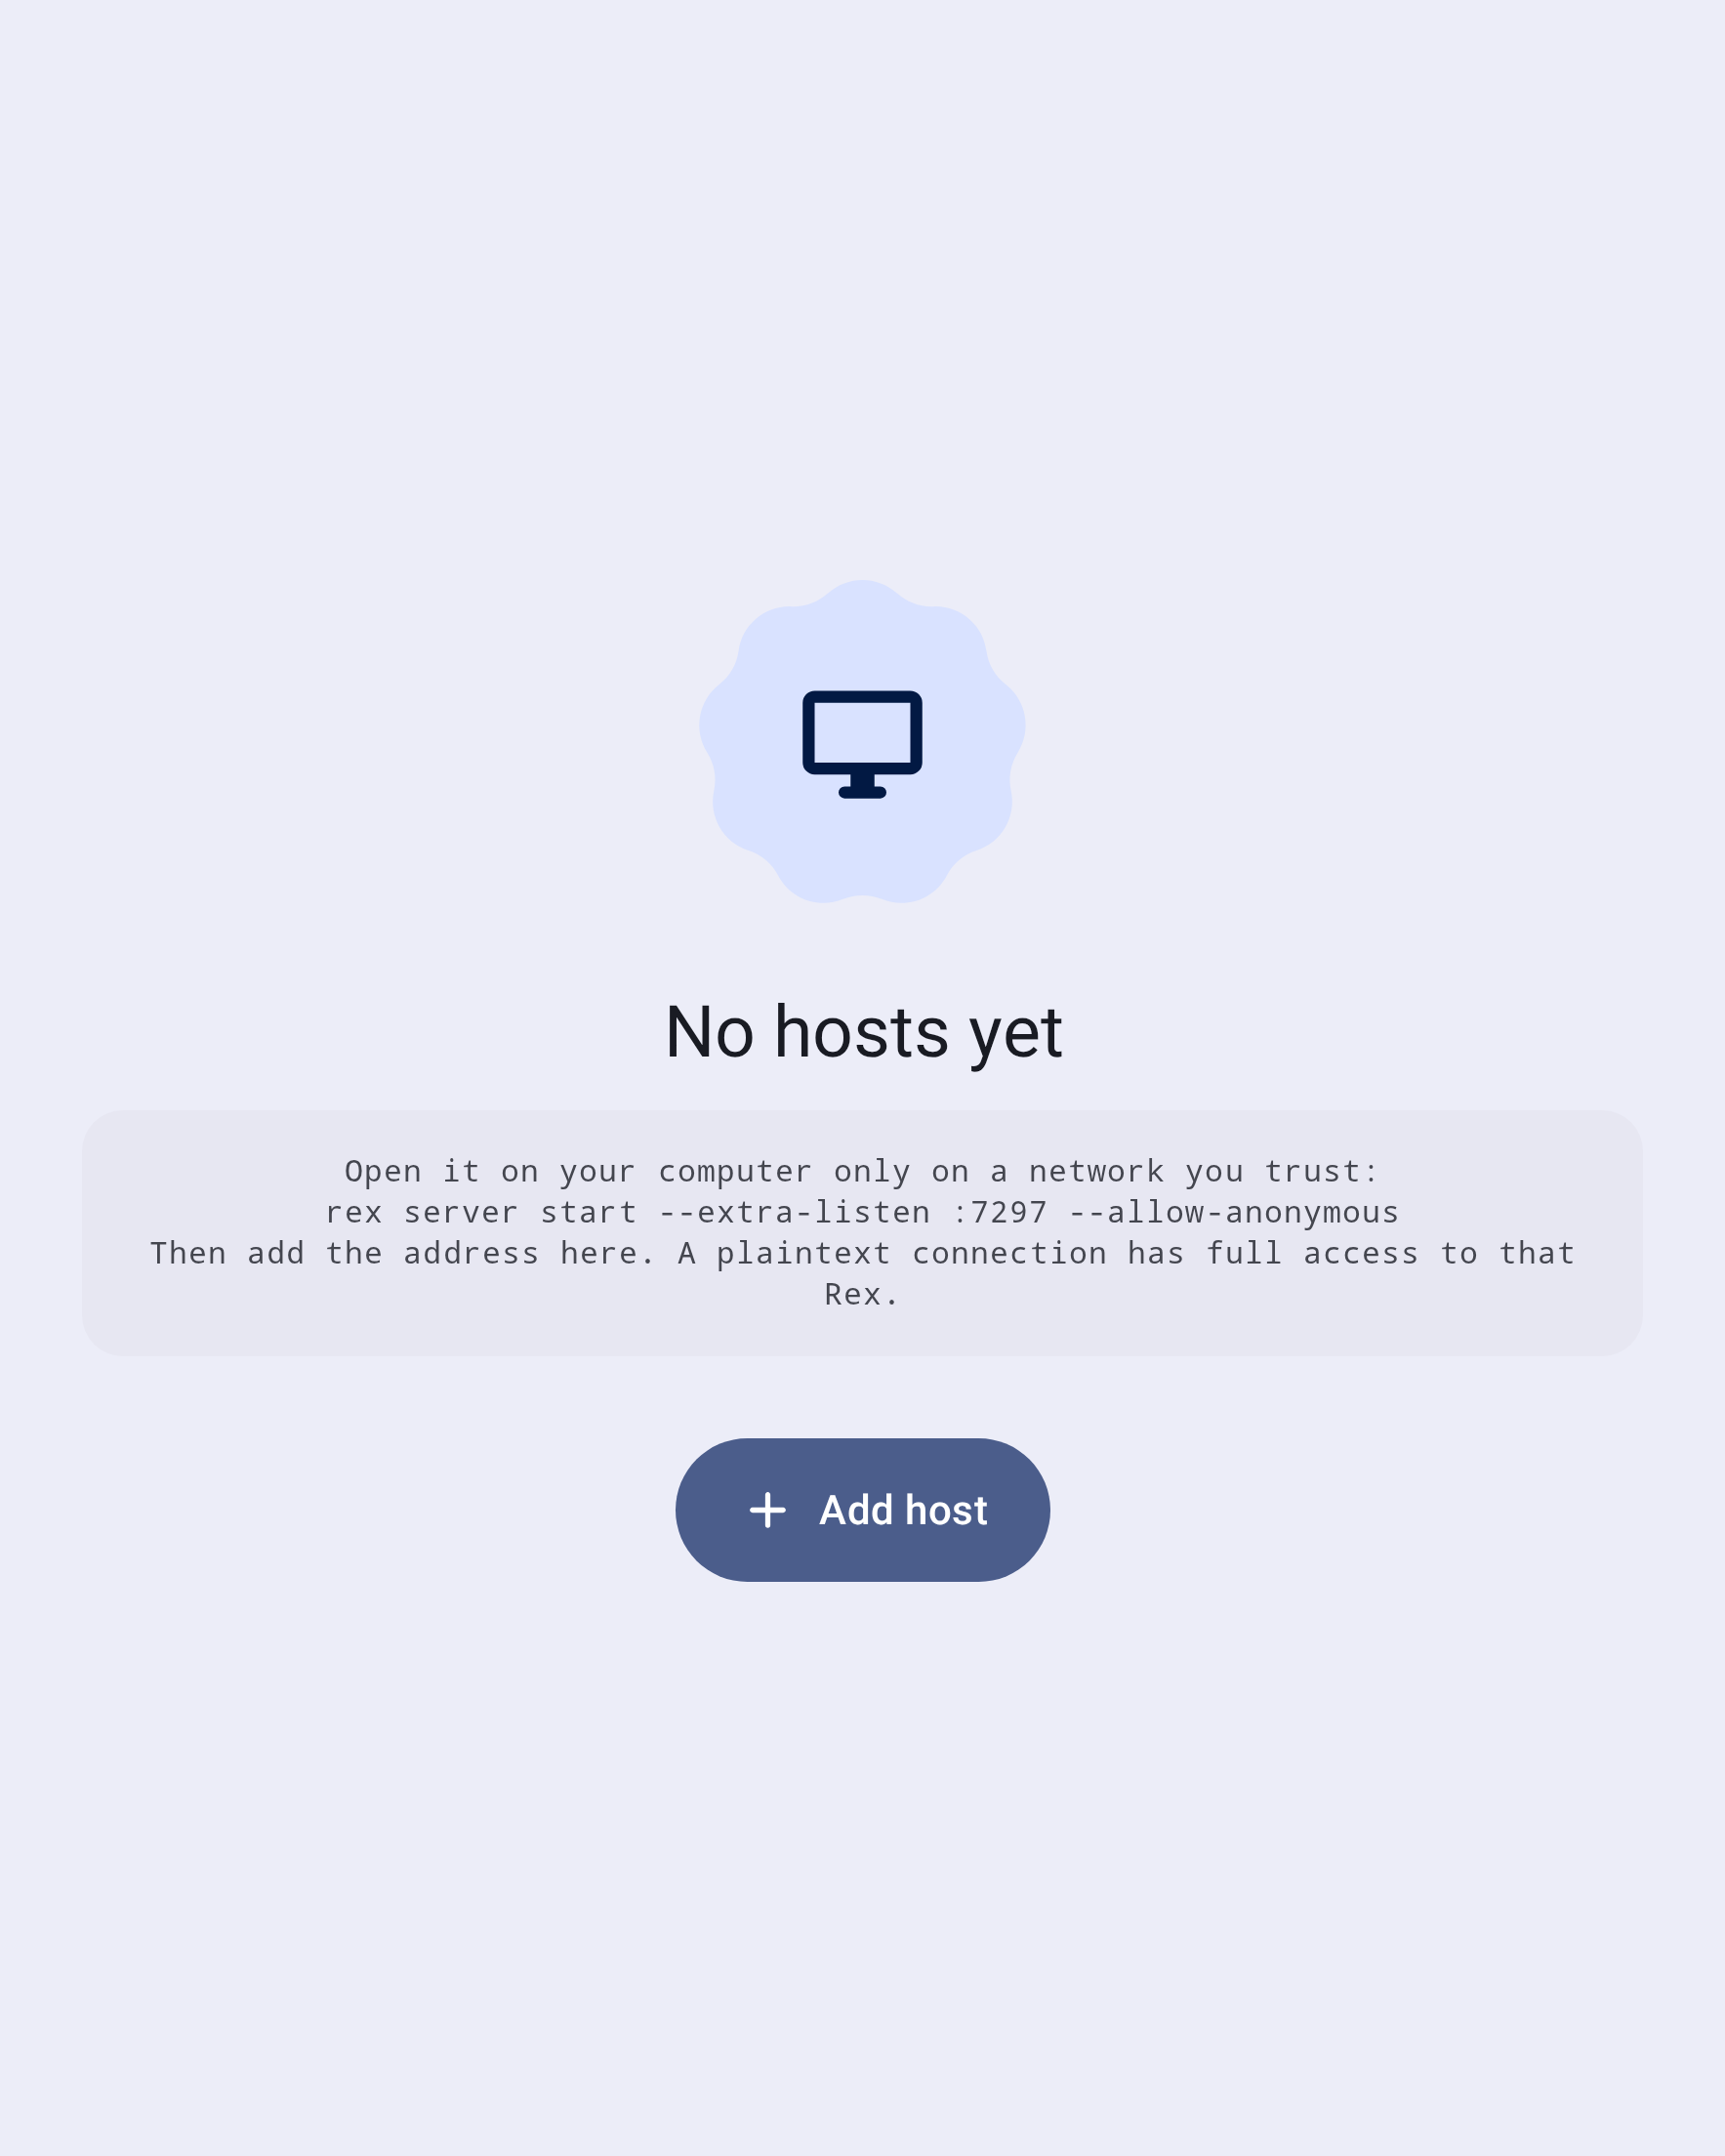 No hosts yet
Open it on your computer only on a network you trust:
rex server start --extra-listen :7297 --allow-anonymous
Then add the address here. A plaintext connection has full access to that
Rex.
Add host